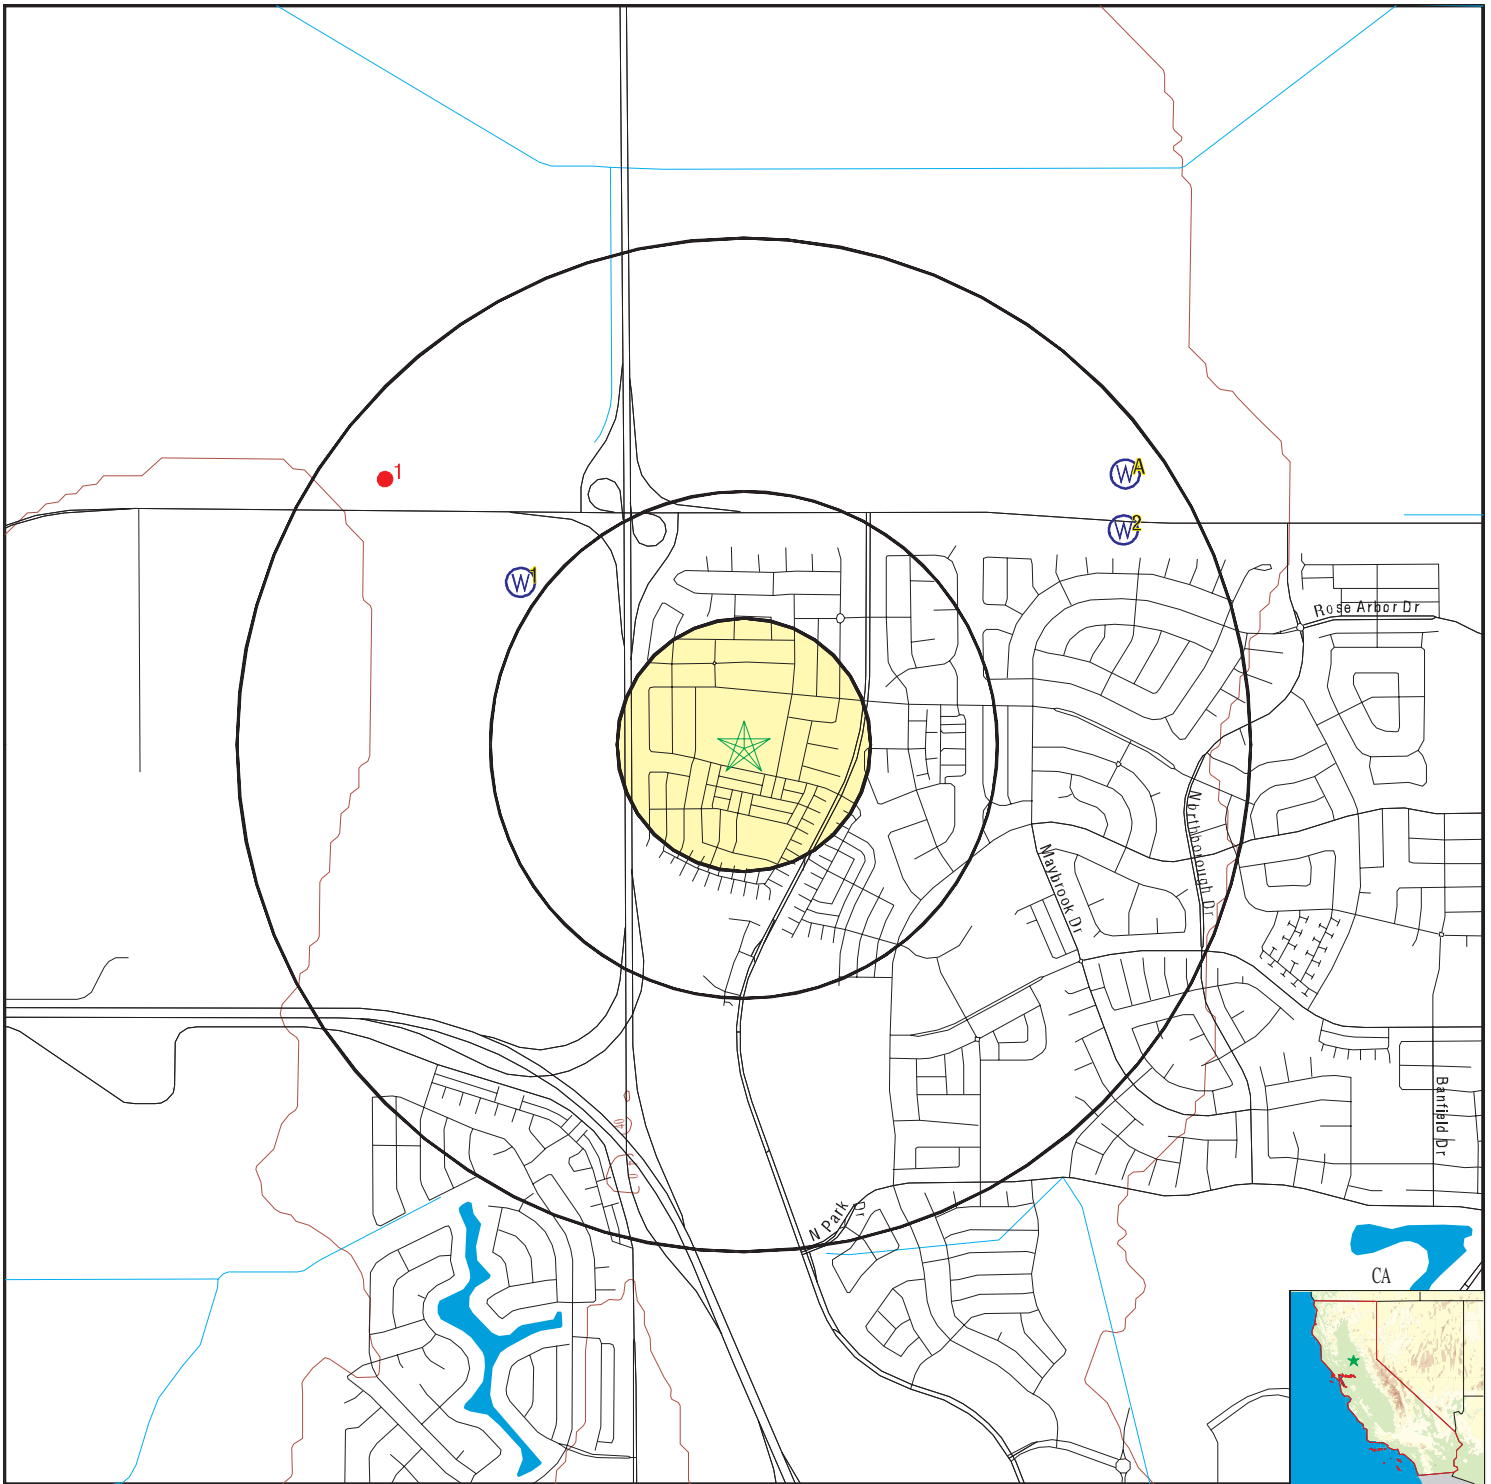 1
W A
W 2
W 1
Rose Arbor Dr
Northborough Dr
Maybrook Dr
Banfield Dr
N Park Dr
CA